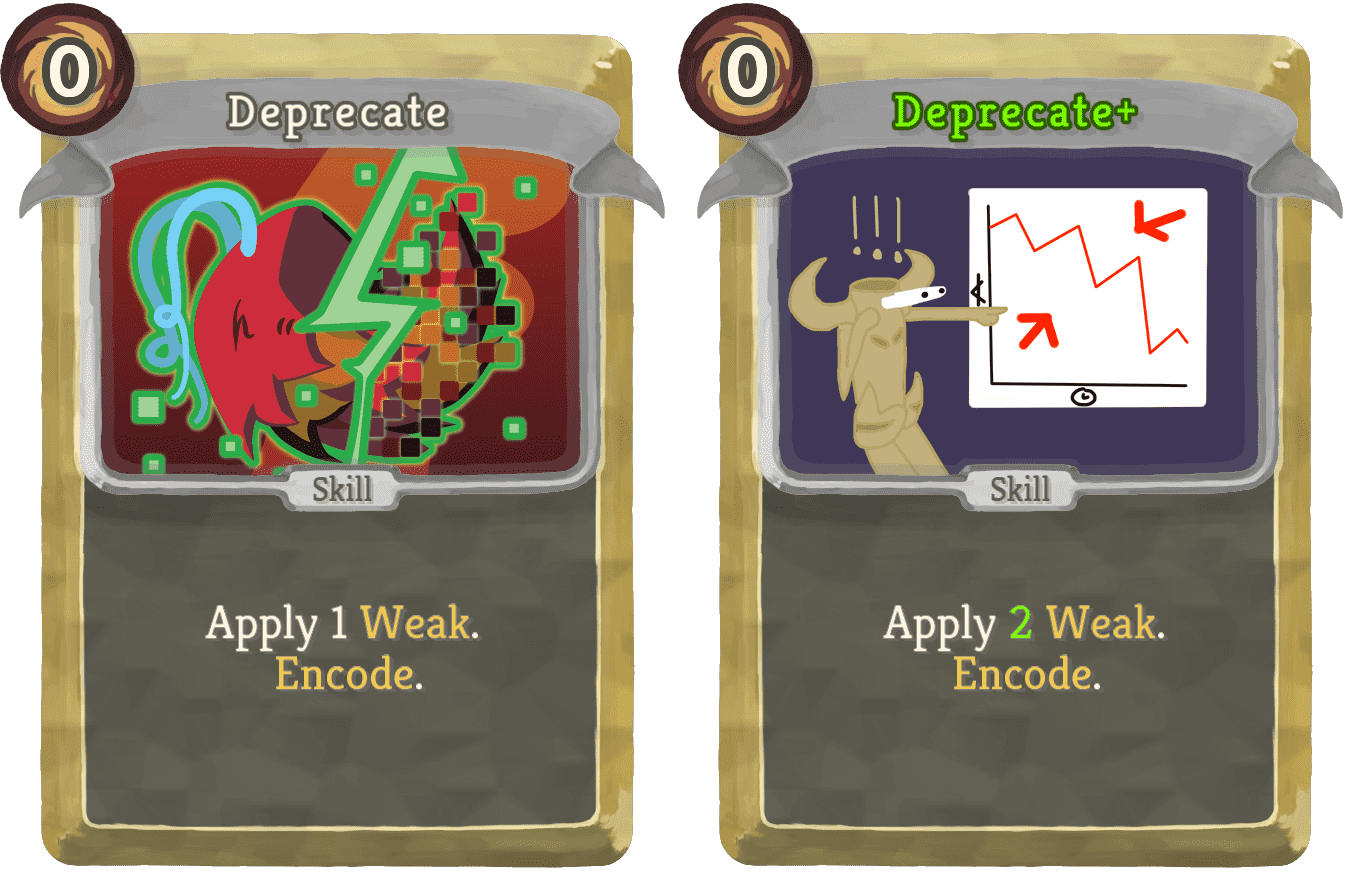 0
Deprecate
Skill
Apply 1 Weak.
Encode.
0
Deprecate+
!!!
Skill
Apply 2 Weak.
Encode.